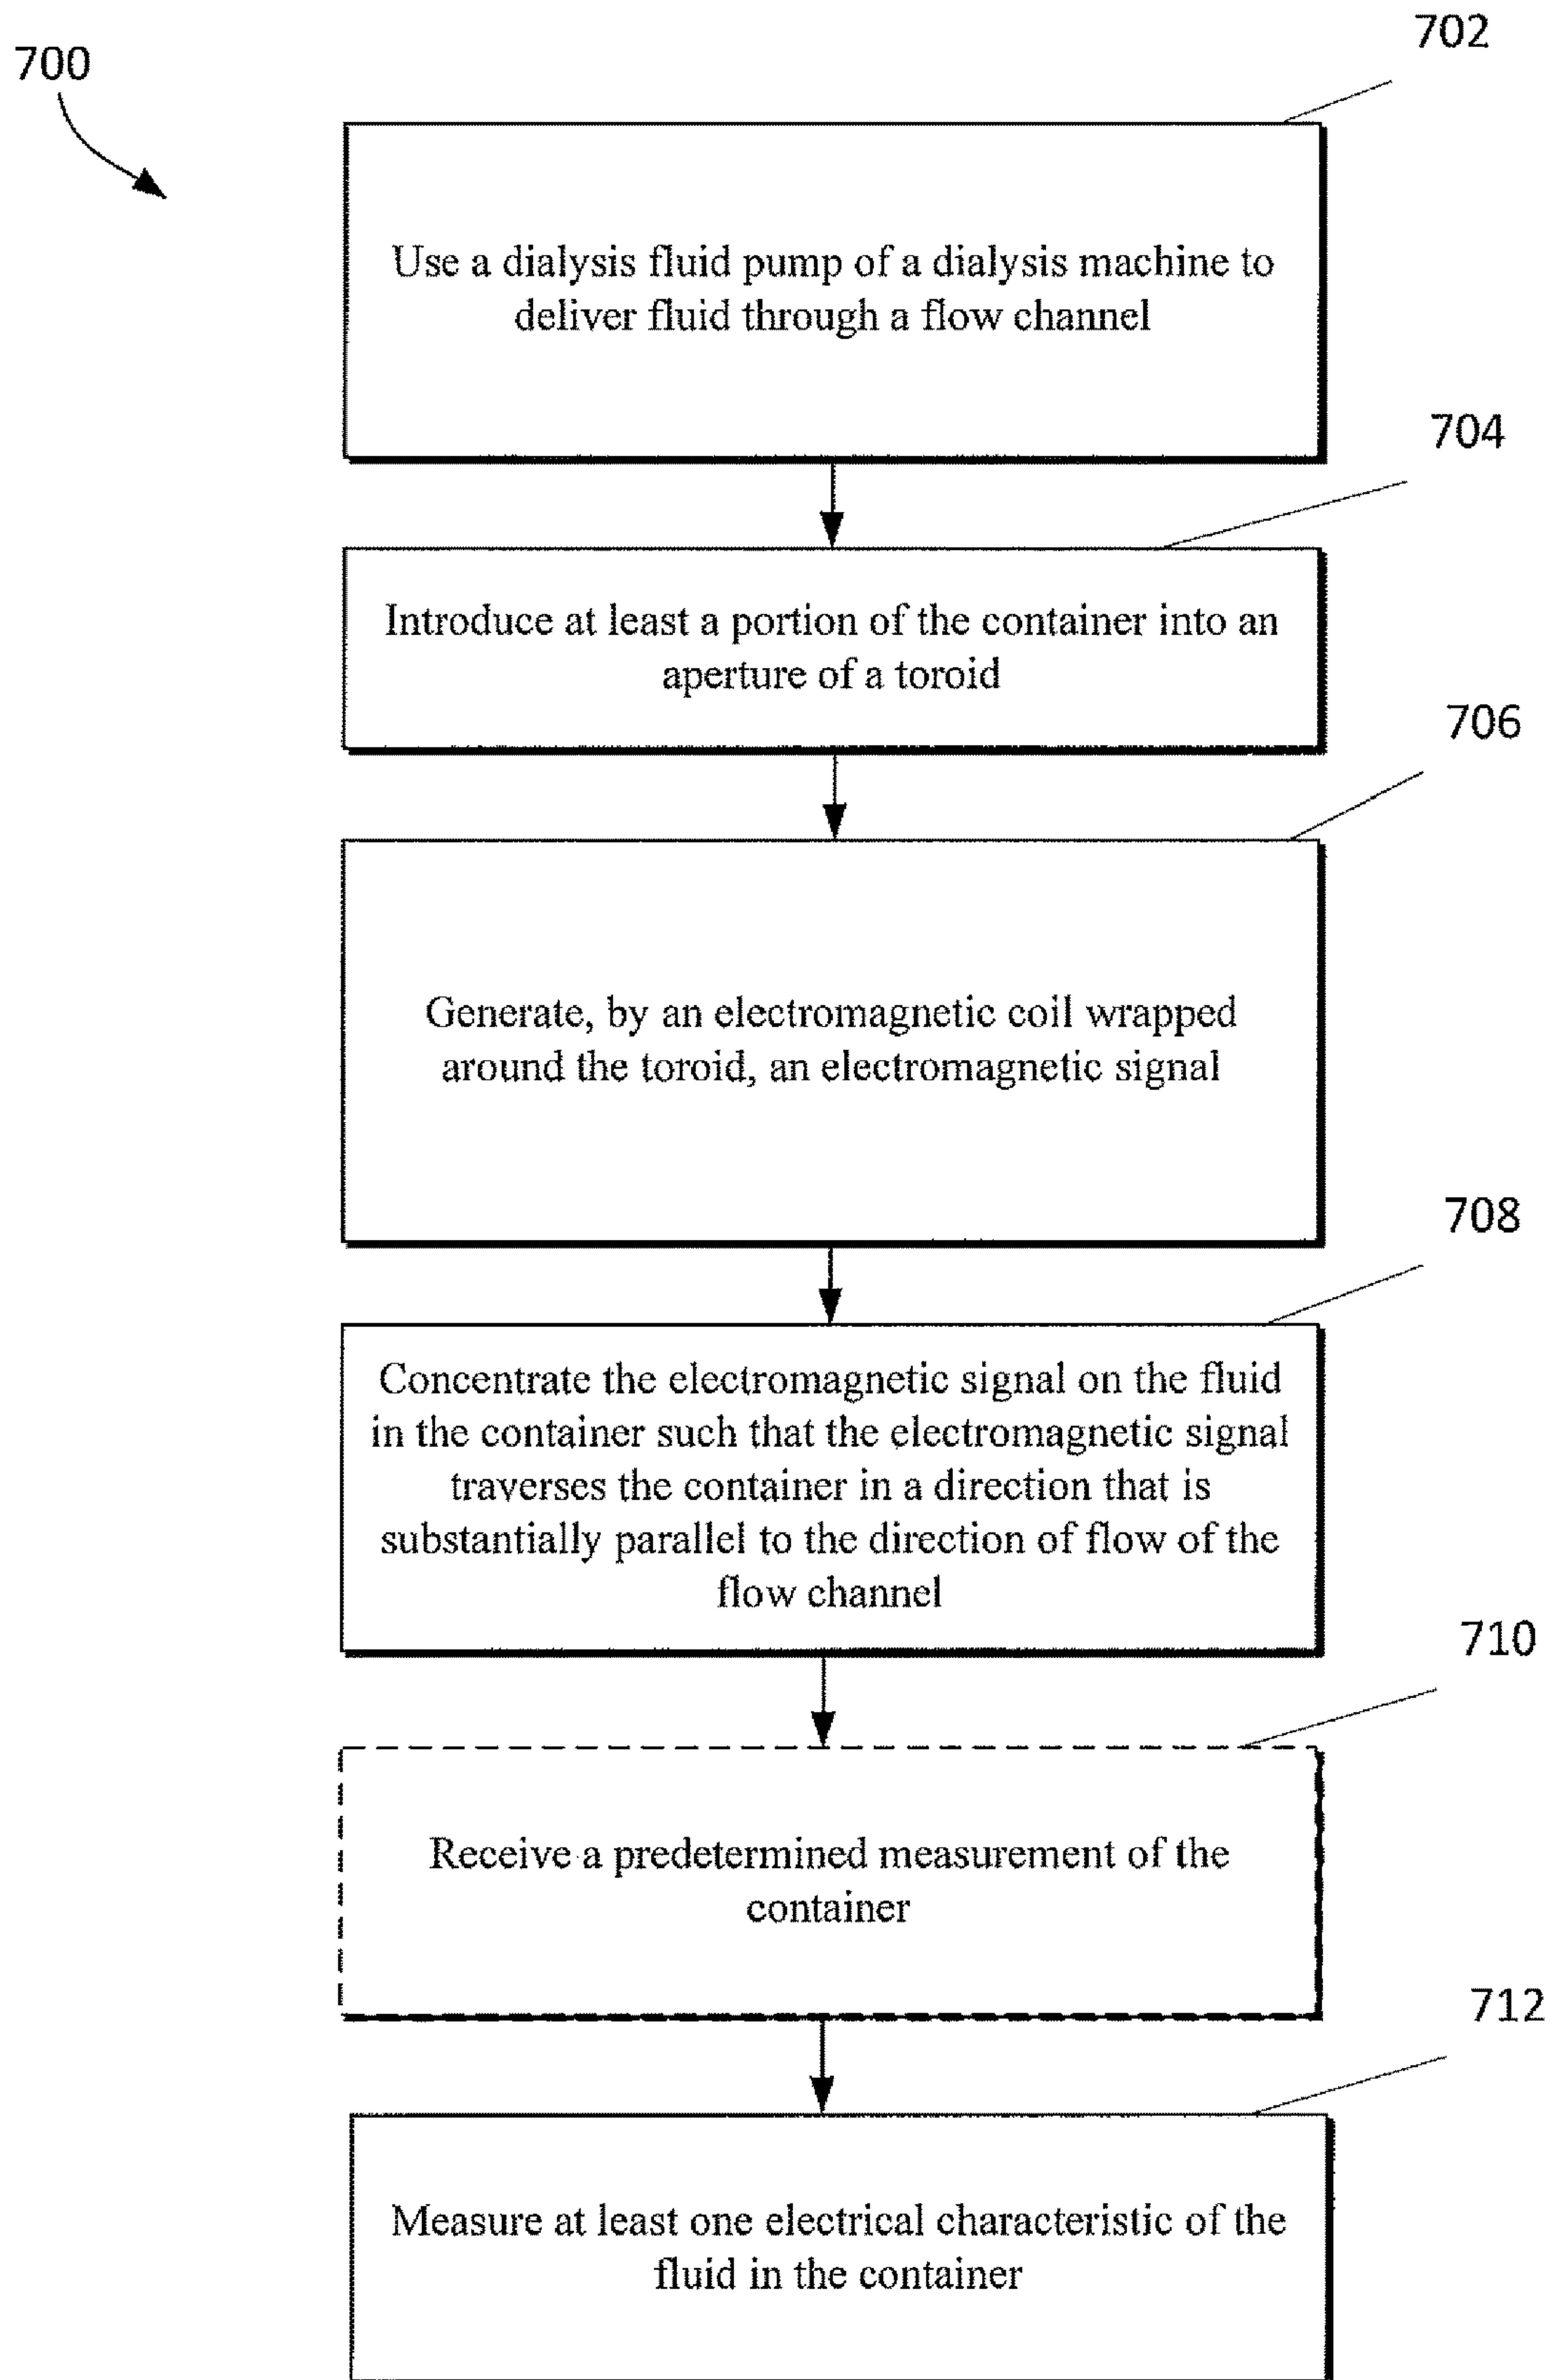 700
702
Use a dialysis fluid pump of a dialysis machine to
deliver fluid through a flow channel
704
Introduce at least a portion of the container into an
aperture of a toroid
706
Generate, by an electromagnetic coil wrapped
around the toroid, an electromagnetic signal
708
Concentrate the electromagnetic signal on the fluid
in the container such that the electromagnetic signal
traverses the container in a direction that is
substantially parallel to the direction of flow of the
flow channel
710
Receive a predetermined measurement of the
container
712
Measure at least one electrical characteristic of the
fluid in the container